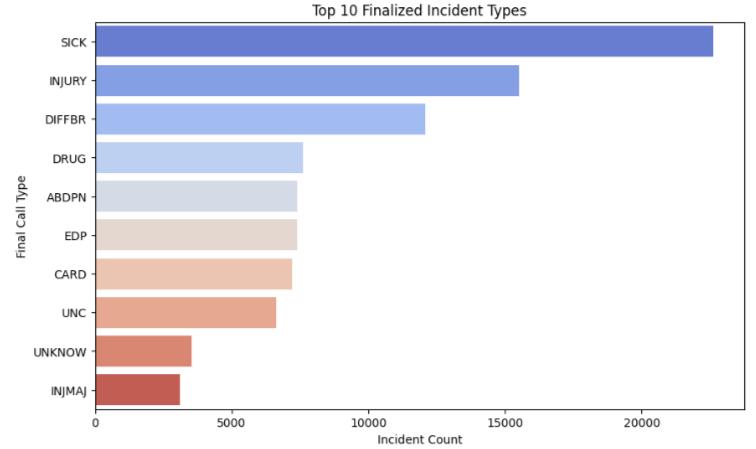 Top 10 Finalized Incident Types
Final Call Type
SICK
INJURY
DIFFBR
DRUG
ABDPN
EDP
CARD
UNC
UNKNOW
INJMAJ
0 5000 10000 15000 20000
Incident Count